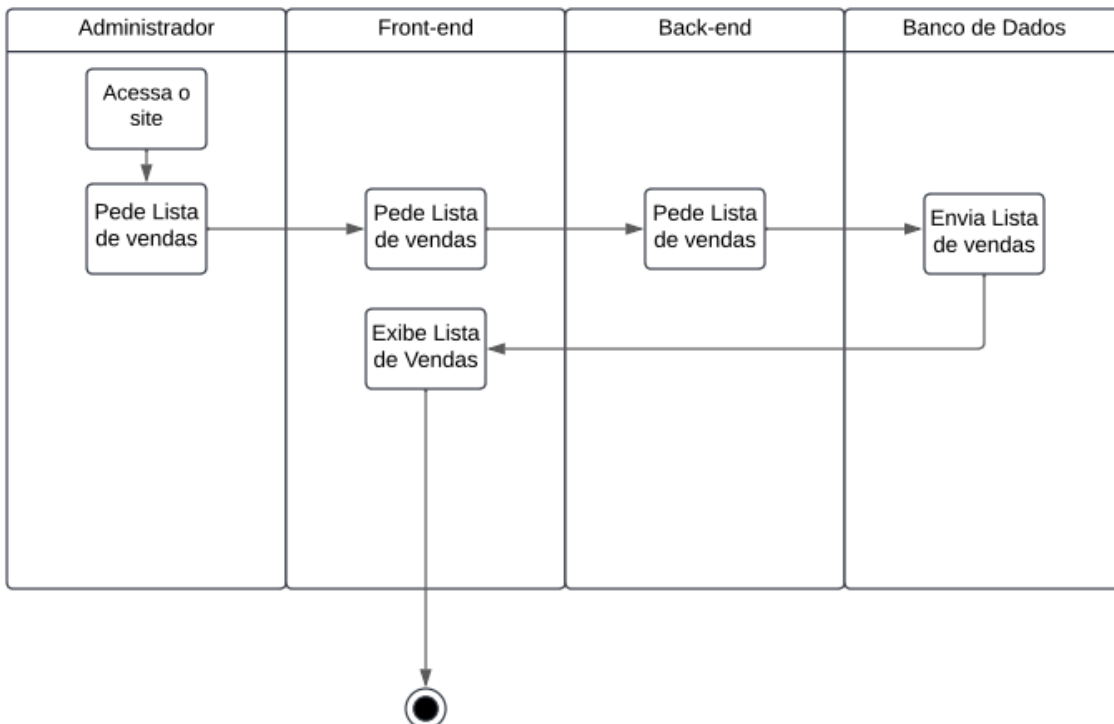 Administrador
Front-end
Back-end
Banco de Dados
Acessa o
site
Pede Lista
de vendas
Pede Lista
de vendas
Pede Lista
de vendas
Envia Lista
de vendas
Exibe Lista
de Vendas